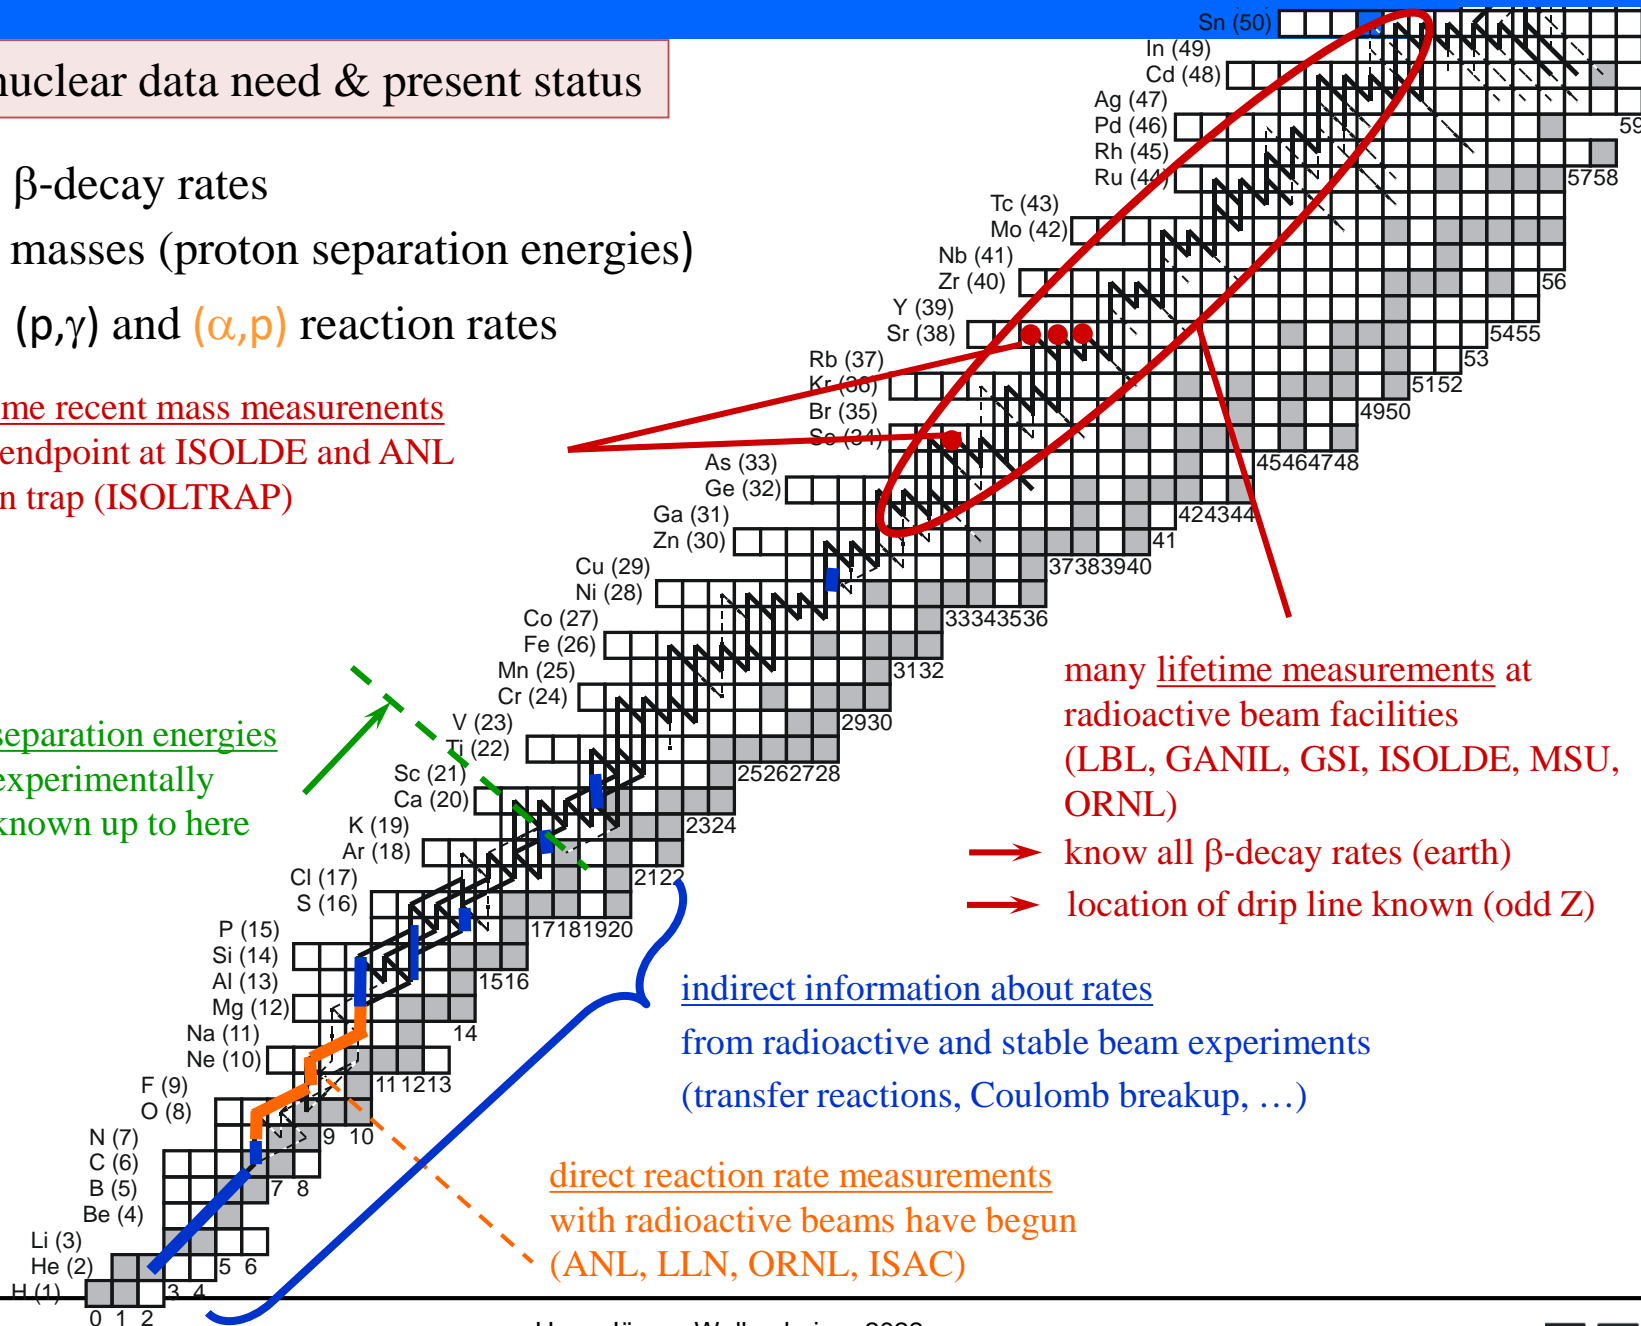 nuclear data need & present status
β-decay rates
masses (proton separation energies)
(p,γ) and (α,p) reaction rates
me recent mass measurenents
endpoint at ISOLDE and ANL
n trap (ISOLTRAP)
separation energies
experimentally
known up to here
many lifetime measurements at
radioactive beam facilities
(LBL, GANIL, GSI, ISOLDE, MSU,
ORNL)
know all β-decay rates (earth)
location of drip line known (odd Z)
indirect information about rates
from radioactive and stable beam experiments
(transfer reactions, Coulomb breakup, …)
direct reaction rate measurements
with radioactive beams have begun
(ANL, LLN, ORNL, ISAC)
Sn (50)
In (49)
Cd (48)
Ag (47)
Pd (46)
59
Rh (45)
Ru (44)
5758
Tc (43)
Mo (42)
Nb (41)
Zr (40)
56
Y (39)
Sr (38)
5455
Rb (37)
53
Kr (36)
5152
Br (35)
4950
Se (34)
As (33)
45464748
Ge (32)
Ga (31)
424344
Zn (30)
41
Cu (29)
37383940
Ni (28)
Co (27)
33343536
Fe (26)
Mn (25)
3132
Cr (24)
V (23)
2930
Ti (22)
Sc (21)
25262728
Ca (20)
K (19)
2324
Ar (18)
Cl (17)
2122
S (16)
P (15)
17181920
Si (14)
Al (13)
1516
Mg (12)
Na (11)
14
Ne (10)
F (9)
11 12 13
O (8)
N (7)
9 10
C (6)
B (5)
7 8
Be (4)
Li (3)
He (2)
5 6
H (1)
3 4
0 1 2